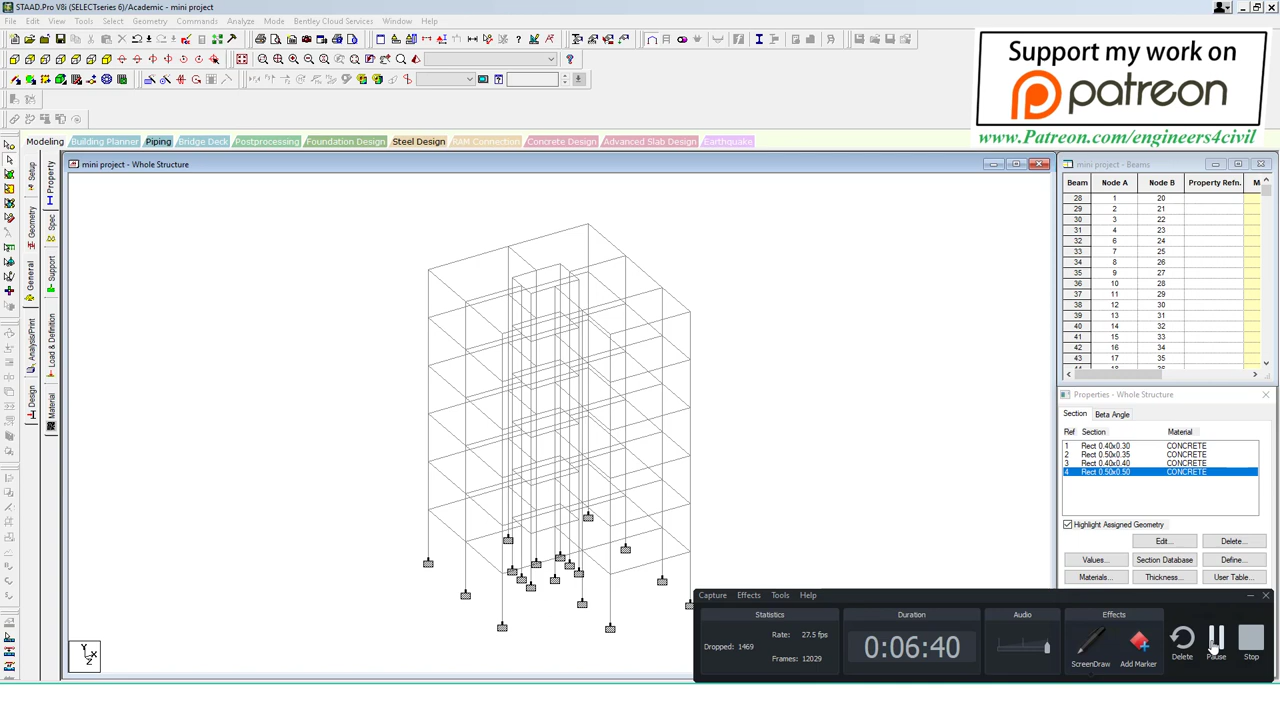 STAAD.Pro V8i (SELECTseries 6)/Academic - mini project
File Edit View Tools Select Geometry Commands Analyze Mode Bentley Cloud Services Window Help
Support my work on
patreon
www.Patreon.com/engineers4civil
Modeling Building Planner Piping Bridge Deck Postprocessing Foundation Design Steel Design RAM Connection Concrete Design Advanced Slab Design Earthquake
Setup
Geometry
General
Analysis/Print
Design
Property
Spec
Support
Load & Definition
Material
mini project - Whole Structure
mini project - Beams
Beam Node A Node B Property Refn. M
28 1 20
29 2 21
30 3 22
31 4 23
32 6 24
33 7 25
34 8 26
35 9 27
36 10 28
37 11 29
38 12 30
39 13 31
40 14 32
41 15 33
42 16 34
43 17 35
Properties - Whole Structure
Section Beta Angle
Ref Section Material
1 Rect 0.40x0.30 CONCRETE
2 Rect 0.50x0.35 CONCRETE
3 Rect 0.40x0.40 CONCRETE
4 Rect 0.50x0.50 CONCRETE
Highlight Assigned Geometry
Edit... Delete...
Values... Section Database Define...
Materials... Thickness... User Table...
Capture Effects Tools Help
Statistics Duration Audio Effects
Dropped: 1469 Rate: 27.5 fps
Frames: 12029
0:06:40
ScreenDraw Add Marker Delete Pause Stop
Y
X
Z